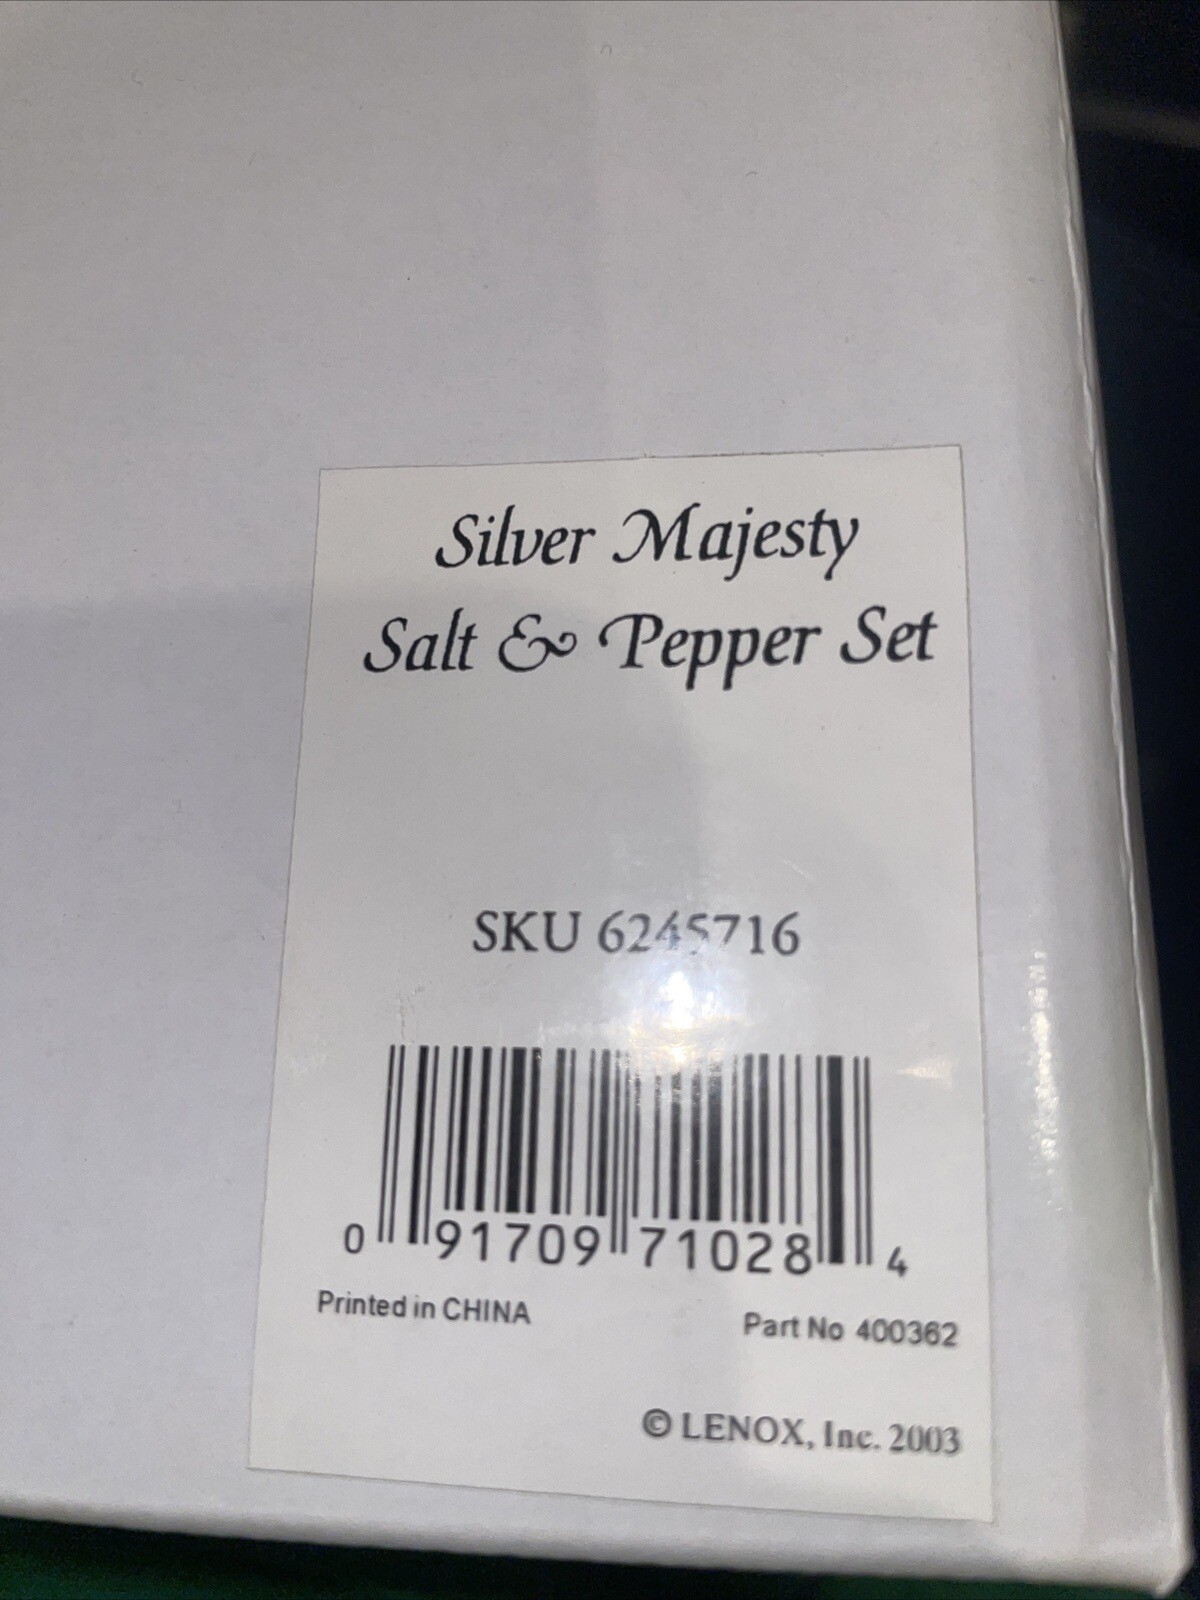 Silver Majesty
Salt & Pepper Set
SKU 6245716
0 91709 71028 4
Printed in CHINA
Part No 400362
© LENOX, Inc. 2003